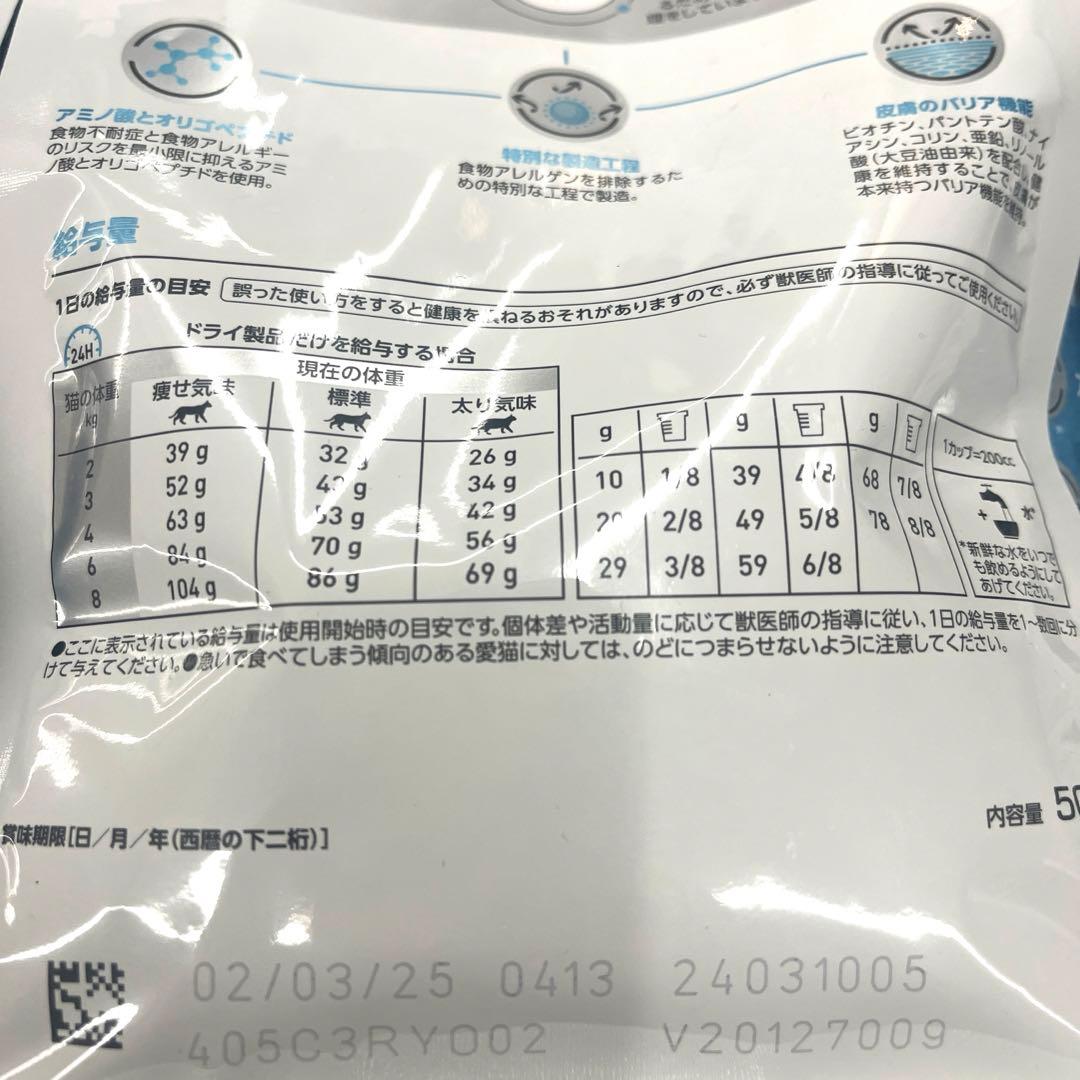 アミノ酸とオリゴペプチド
食物不耐症と食物アレルギー
のリスクを最小限に抑えるアミ
ノ酸とオリゴペプチドを使用。
特別な製造工程
食物アレルゲンを排除するた
めの特別な工程で製造。
皮膚のバリア機能
ビオチン、パントテン酸、ナイ
アシン、コリン、亜鉛、リノール
酸(大豆油由来)を配合し、健
康を維持することで、皮膚が
本来持つバリア機能を維持。
給与量
1日の給与量の目安 誤った使い方をすると健康を損ねるおそれがありますので、必ず獣医師の指導に従ってご使用ください。
24H
ドライ製品だけを給与する場合
猫の体重 kg 現在の体重
痩せ気味 標準 太り気味
2 39 g 32 g 26 g
3 52 g 43 g 34 g
4 63 g 53 g 42 g
6 84 g 70 g 56 g
8 104 g 86 g 69 g
g g g
10 1/8 39 4/8 68 7/8
20 2/8 49 5/8 78 8/8
29 3/8 59 6/8
1カップ=200cc
+ 水*
*新鮮な水をいつで
も飲めるようにして
あげてください。
●ここに表示されている給与量は使用開始時の目安です。個体差や活動量に応じて獣医師の指導に従い、1日の給与量を1～数回に分
けて与えてください。●急いで食べてしまう傾向のある愛猫に対しては、のどにつまらせないように注意してください。
内容量
賞味期限[日/月/年(西暦の下二桁)]
02/03/25 0413 24031005
405C3RYO02 V20127009